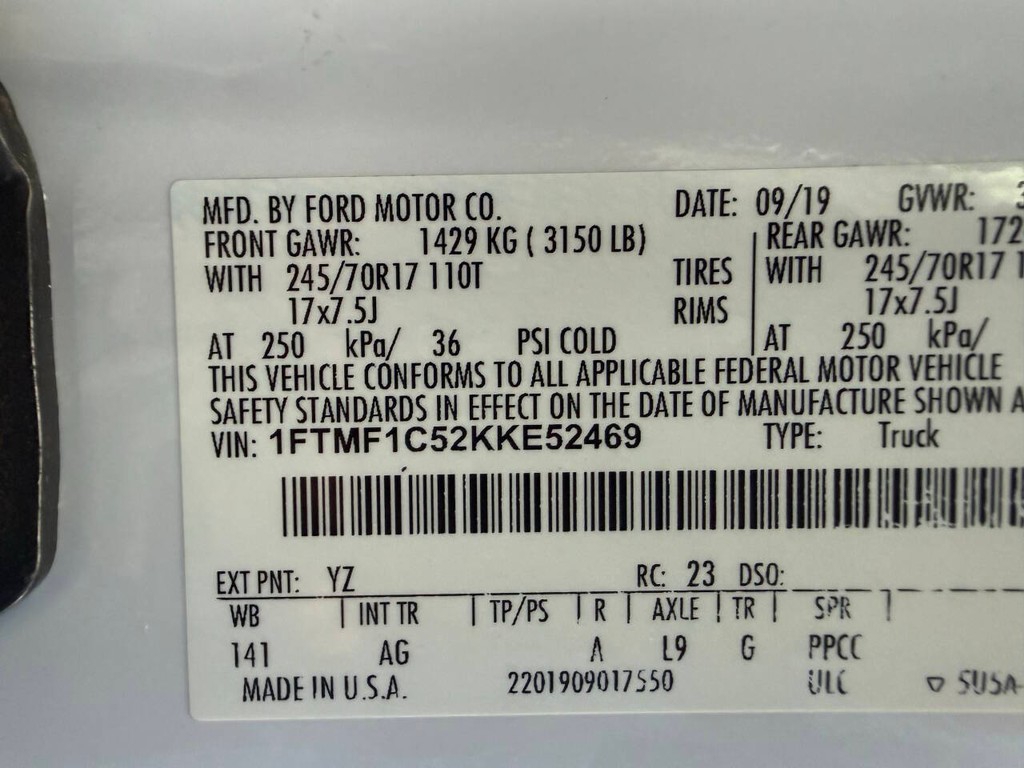 MFD. BY FORD MOTOR CO. DATE: 09/19 GVWR: 3
FRONT GAWR: 1429 KG ( 3150 LB) REAR GAWR: 172
WITH 245/70R17 110T TIRES WITH 245/70R17 1
17x7.5J RIMS 17x7.5J
AT 250 kPa/ 36 PSI COLD AT 250 kPa/
THIS VEHICLE CONFORMS TO ALL APPLICABLE FEDERAL MOTOR VEHICLE
SAFETY STANDARDS IN EFFECT ON THE DATE OF MANUFACTURE SHOWN A
VIN: 1FTMF1C52KKE52469 TYPE: Truck
EXT PNT: YZ RC: 23 DSO:
WB INT TR TP/PS R AXLE TR SPR
141 AG A L9 G PPCC
MADE IN U.S.A. 2201909017550 ULC SU5A-